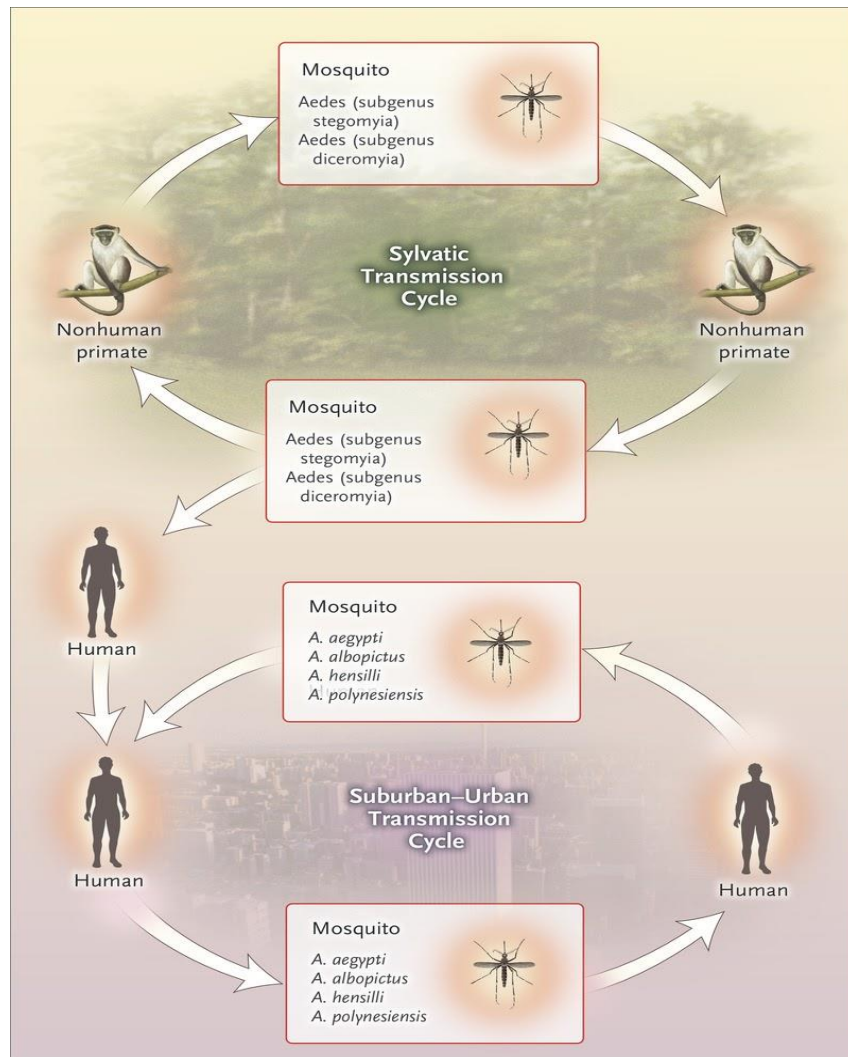 Mosquito
Aedes (subgenus
stegomyia)
Aedes (subgenus
diceromyia)
Sylvatic
Transmission
Cycle
Nonhuman
primate
Nonhuman
primate
Mosquito
Aedes (subgenus
stegomyia)
Aedes (subgenus
diceromyia)
Human
Mosquito
A. aegypti
A. albopictus
A. hensilli
A. polynesiensis
Suburban–Urban
Transmission
Cycle
Human
Human
Mosquito
A. aegypti
A. albopictus
A. hensilli
A. polynesiensis